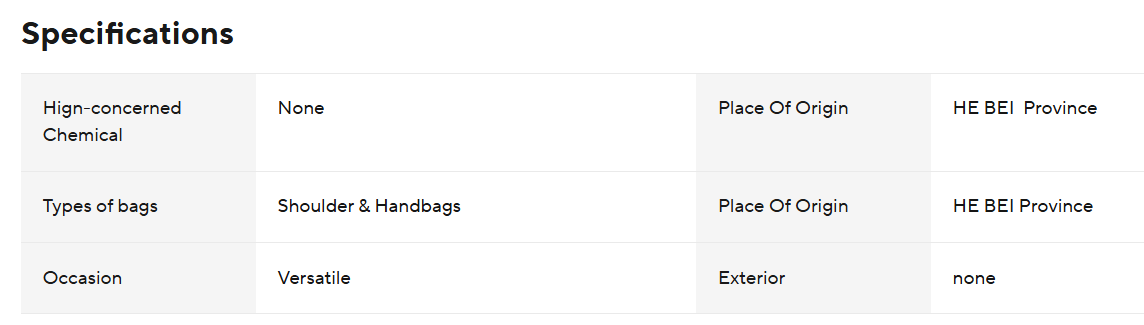 Specifications
Hign-concerned
Chemical
None
Place Of Origin
HE BEI  Province
Types of bags
Shoulder & Handbags
Place Of Origin
HE BEI Province
Occasion
Versatile
Exterior
none